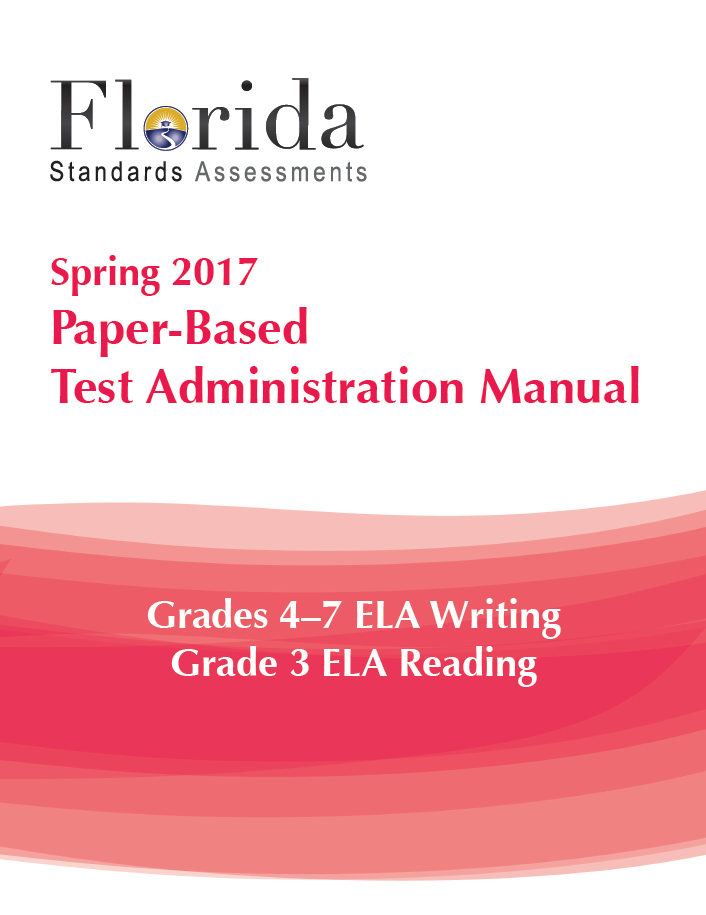 Florida
Standards Assessments
Spring 2017
Paper-Based
Test Administration Manual
Grades 4–7 ELA Writing
Grade 3 ELA Reading